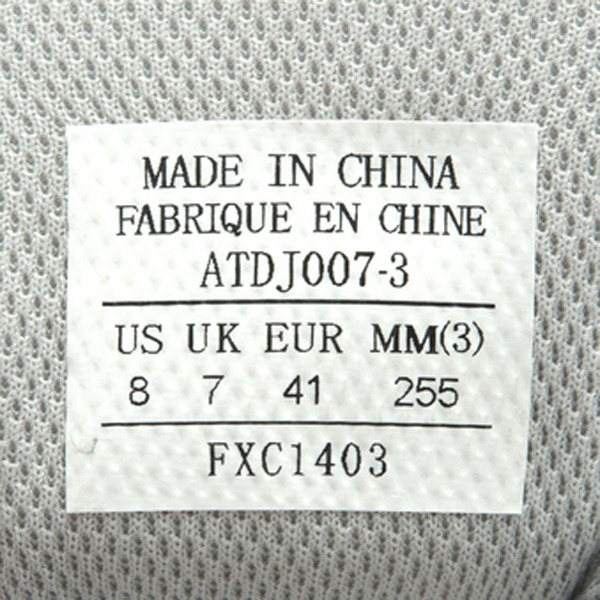 MADE IN CHINA
FABRIQUE EN CHINE
ATDJ007-3
US UK EUR MM(3)
8 7 41 255
FXC1403